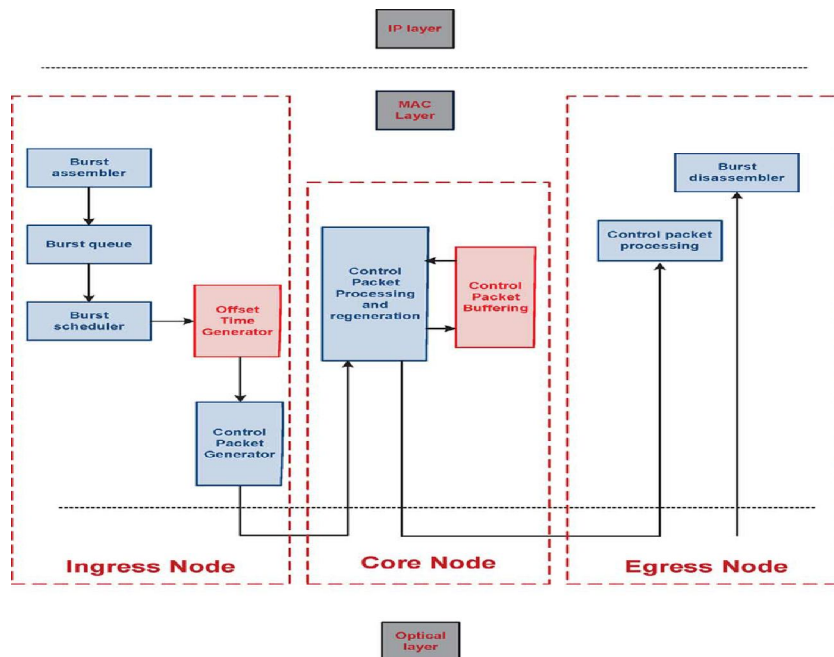 IP layer
MAC
Layer
Burst
assembler
Burst queue
Burst
scheduler
Offset
Time
Generator
Control
Packet
Generator
Ingress Node
Control
Packet
Processing
and
regeneration
Control
Packet
Buffering
Core Node
Burst
disassembler
Control packet
processing
Egress Node
Optical
layer